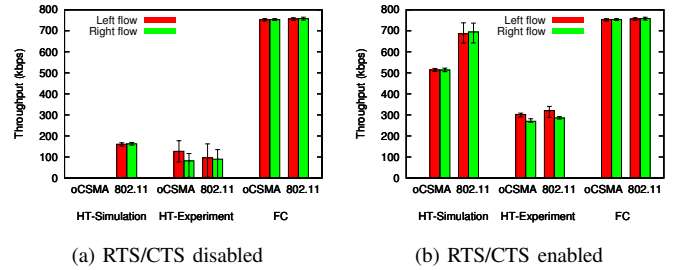 Throughput (kbps)
800
700
600
500
400
300
200
100
0
Left flow
Right flow
oCSMA 802.11 oCSMA 802.11 oCSMA 802.11
HT-Simulation HT-Experiment FC
(a) RTS/CTS disabled
Throughput (kbps)
800
700
600
500
400
300
200
100
0
Left flow
Right flow
oCSMA 802.11 oCSMA 802.11 oCSMA 802.11
HT-Simulation HT-Experiment FC
(b) RTS/CTS enabled